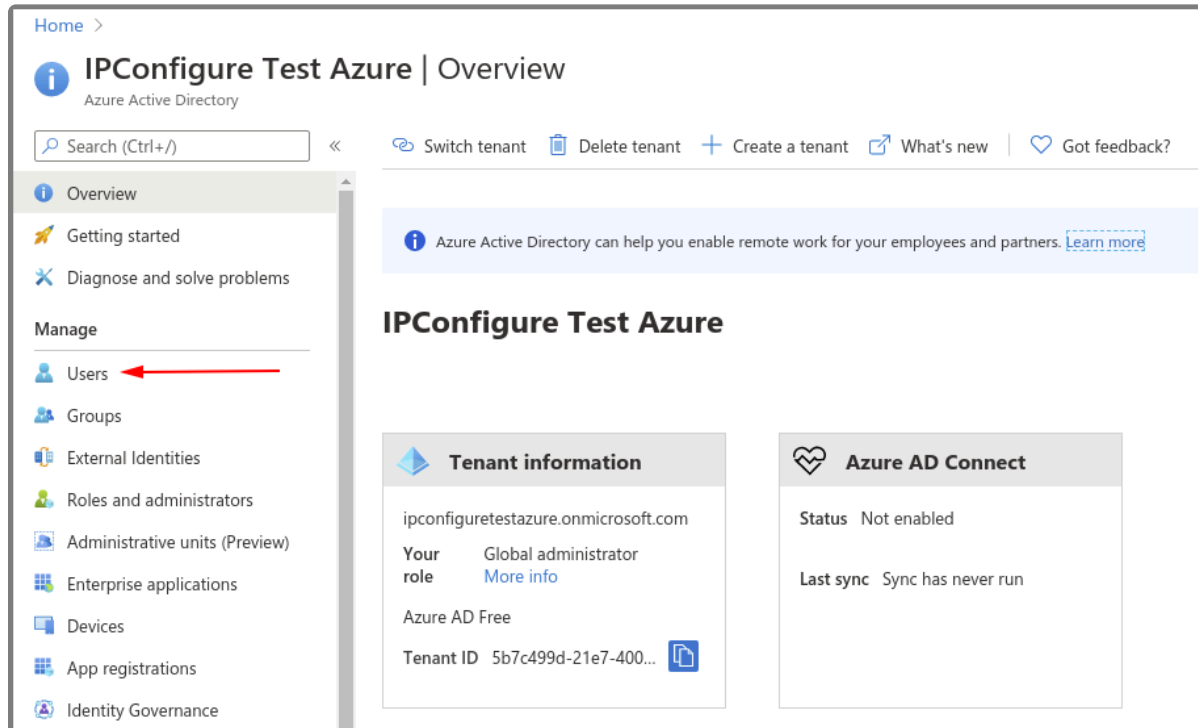 Home >
IPConfigure Test Azure | Overview
Azure Active Directory
Search (Ctrl+/)
«
Switch tenant
Delete tenant
Create a tenant
What's new
Got feedback?
Overview
Getting started
Diagnose and solve problems
Manage
Users
Groups
External Identities
Roles and administrators
Administrative units (Preview)
Enterprise applications
Devices
App registrations
Identity Governance
Azure Active Directory can help you enable remote work for your employees and partners. Learn more
IPConfigure Test Azure
Tenant information
ipconfiguretestazure.onmicrosoft.com
Your role Global administrator
More info
Azure AD Free
Tenant ID 5b7c499d-21e7-400...
Azure AD Connect
Status Not enabled
Last sync Sync has never run